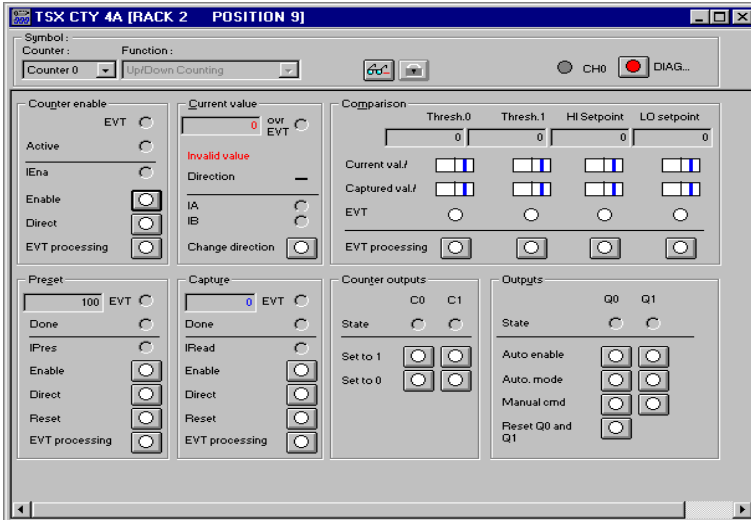 TSX CTY 4A [RACK 2 POSITION 9]
Symbol :
Counter : Function :
Counter 0 Up/Down Counting
CH0 DIAG...
Counter enable
EVT
Active
IEna
Enable
Direct
EVT processing
Current value
0 ovr EVT
Invalid value
Direction
IA
IB
Change direction
Comparison
Thresh.0 Thresh.1 HI Setpoint LO setpoint
0 0 0 0
Current val./
Captured val./
EVT
EVT processing
Preset
100 EVT
Done
IPres
Enable
Direct
Reset
EVT processing
Capture
0 EVT
Done
IRead
Enable
Direct
Reset
EVT processing
Counter outputs
C0 C1
State
Set to 1
Set to 0
Outputs
Q0 Q1
State
Auto enable
Auto. mode
Manual cmd
Reset Q0 and
Q1